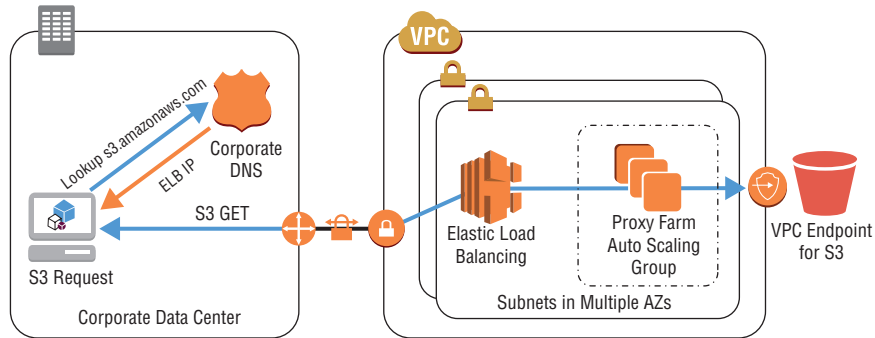 VPC
Lookup s3.amazonaws.com
ELB IP
Corporate
DNS
S3 GET
S3 Request
Corporate Data Center
Elastic Load
Balancing
Proxy Farm
Auto Scaling
Group
Subnets in Multiple AZs
VPC Endpoint
for S3